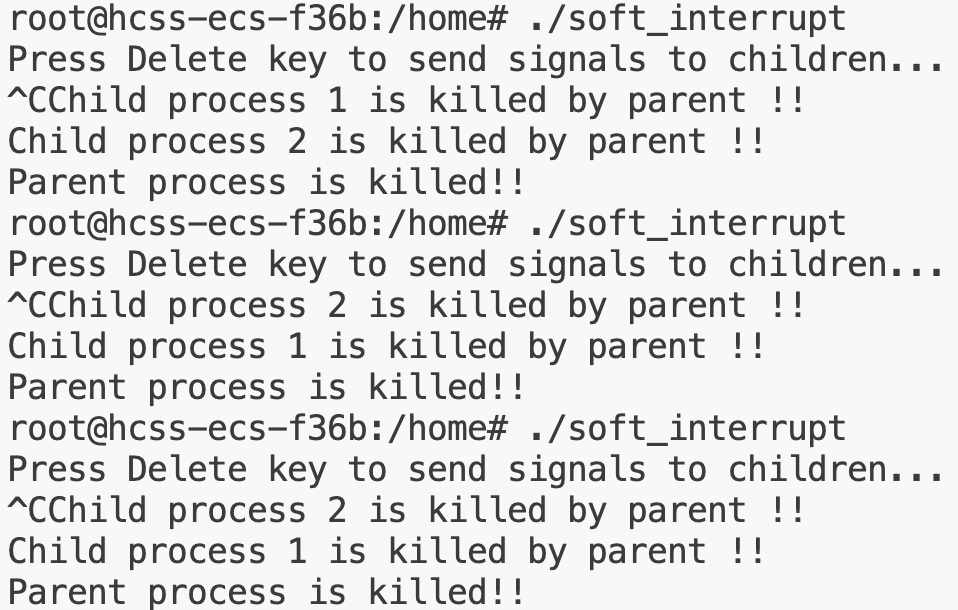 root@hcss-ecs-f36b:/home# ./soft_interrupt
Press Delete key to send signals to children...
^CChild process 1 is killed by parent !!
Child process 2 is killed by parent !!
Parent process is killed!!
root@hcss-ecs-f36b:/home# ./soft_interrupt
Press Delete key to send signals to children...
^CChild process 2 is killed by parent !!
Child process 1 is killed by parent !!
Parent process is killed!!
root@hcss-ecs-f36b:/home# ./soft_interrupt
Press Delete key to send signals to children...
^CChild process 2 is killed by parent !!
Child process 1 is killed by parent !!
Parent process is killed!!